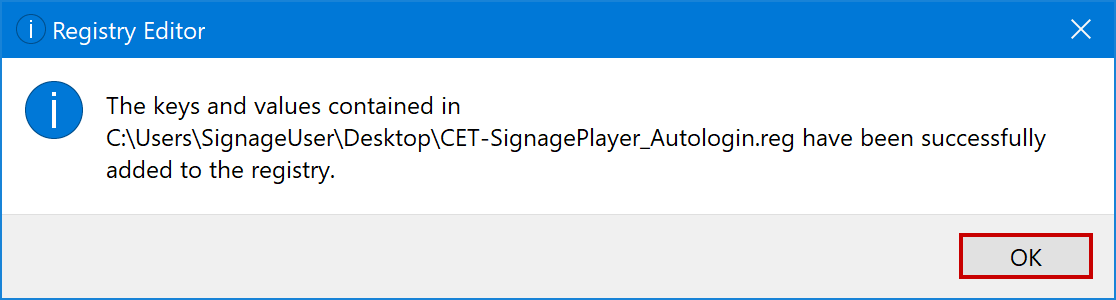 Registry Editor
The keys and values contained in
C:\Users\SignageUser\Desktop\CET-SignagePlayer_Autologin.reg have been successfully
added to the registry.
OK